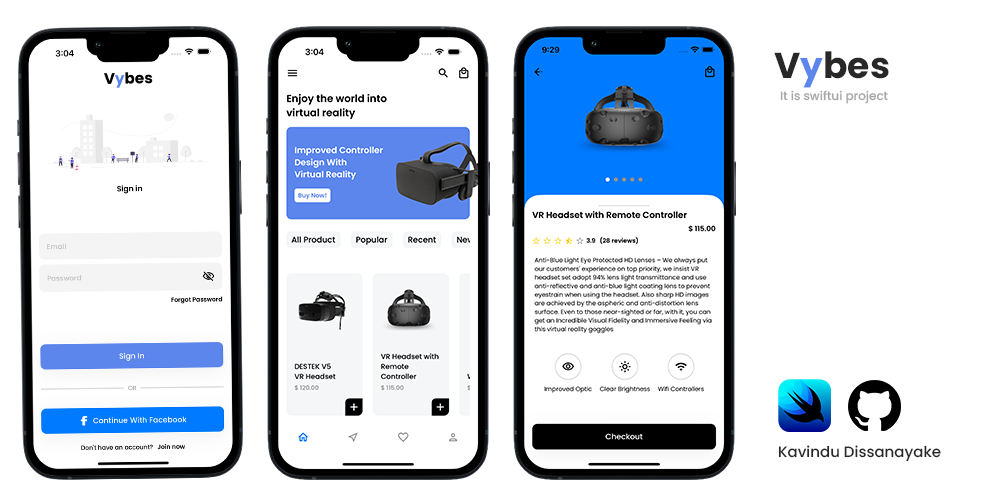 3:04
Vybes
Sign in
Email
Password
Forgot Password
Sign In
OR
f Continue With Facebook
Don't have an account? Join now
3:04
Enjoy the world into
virtual reality
Improved Controller
Design With
Virtual Reality
Buy Now!
All Product Popular Recent Nev
DESTEK V5
VR Headset
$ 120.00
VR Headset with
Remote
Controller
$ 115.00
9:29
VR Headset with Remote Controller
$ 115.00
3.9 (28 reviews)
Anti-Blue Light Eye Protected HD Lenses – We always put
our customers' experience on top priority, we insist VR
headset set adopt 94% lens light transmittance and use
anti-reflective and anti-blue light coating lens to prevent
eyestrain when using the headset. Also sharp HD images
are achieved by the aspheric and anti-distortion lens
surface. Even to those near-sighted or far, with it, you can
get an Incredible Visual Fidelity and Immersive Feeling via
this virtual reality goggles
Improved Optic Clear Brightness Wifi Controllers
Checkout
Vybes
It is swiftui project
Kavindu Dissanayake